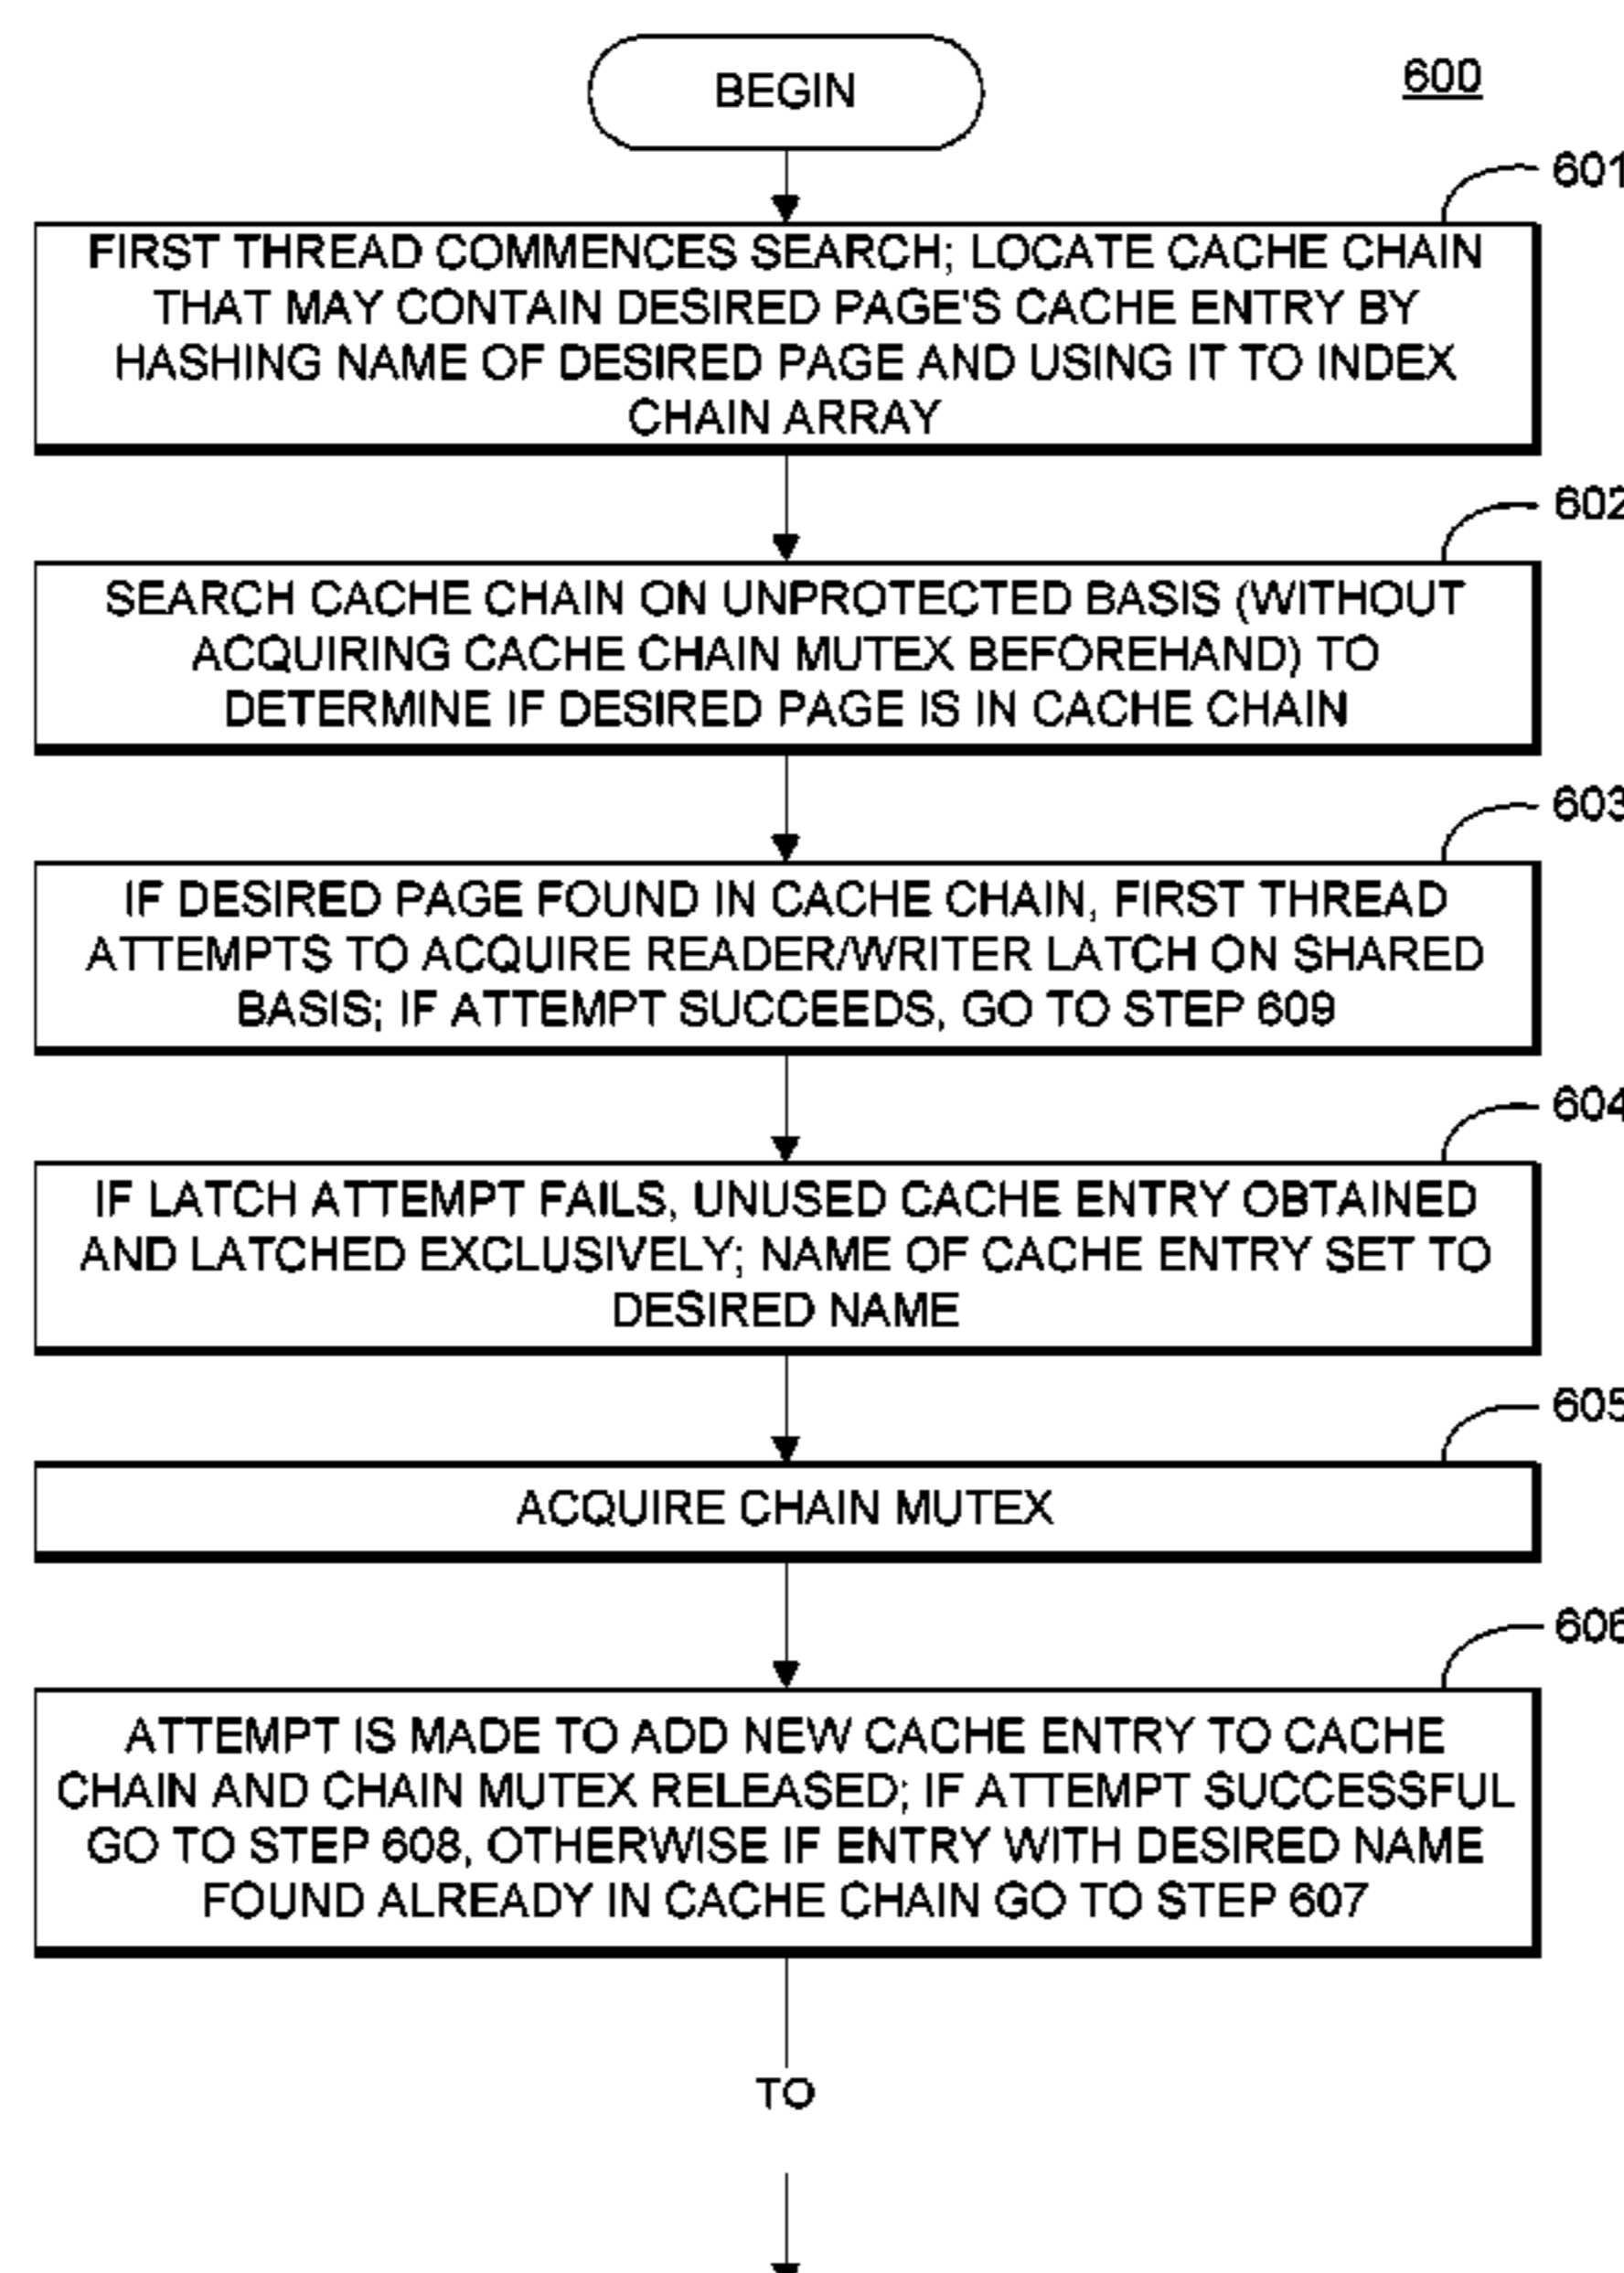 BEGIN
600
601
FIRST THREAD COMMENCES SEARCH; LOCATE CACHE CHAIN
THAT MAY CONTAIN DESIRED PAGE'S CACHE ENTRY BY
HASHING NAME OF DESIRED PAGE AND USING IT TO INDEX
CHAIN ARRAY
602
SEARCH CACHE CHAIN ON UNPROTECTED BASIS (WITHOUT
ACQUIRING CACHE CHAIN MUTEX BEFOREHAND) TO
DETERMINE IF DESIRED PAGE IS IN CACHE CHAIN
603
IF DESIRED PAGE FOUND IN CACHE CHAIN, FIRST THREAD
ATTEMPTS TO ACQUIRE READER/WRITER LATCH ON SHARED
BASIS; IF ATTEMPT SUCCEEDS, GO TO STEP 609
604
IF LATCH ATTEMPT FAILS, UNUSED CACHE ENTRY OBTAINED
AND LATCHED EXCLUSIVELY; NAME OF CACHE ENTRY SET TO
DESIRED NAME
605
ACQUIRE CHAIN MUTEX
606
ATTEMPT IS MADE TO ADD NEW CACHE ENTRY TO CACHE
CHAIN AND CHAIN MUTEX RELEASED; IF ATTEMPT SUCCESSFUL
GO TO STEP 608, OTHERWISE IF ENTRY WITH DESIRED NAME
FOUND ALREADY IN CACHE CHAIN GO TO STEP 607
TO